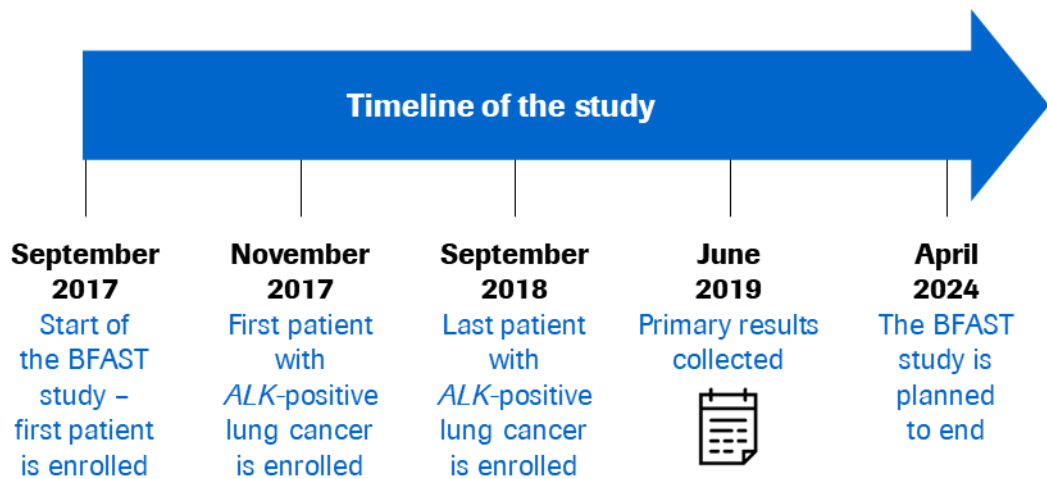 Timeline of the study
September
2017
Start of
the BFAST
study –
first patient
is enrolled
November
2017
First patient
with
ALK-positive
lung cancer
is enrolled
September
2018
Last patient
with
ALK-positive
lung cancer
is enrolled
June
2019
Primary results
collected
April
2024
The BFAST
study is
planned
to end